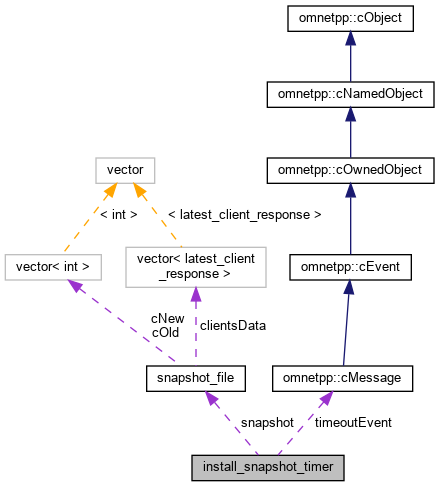 omnetpp::cObject
omnetpp::cNamedObject
vector
omnetpp::cOwnedObject
< int >
< latest_client_response >
vector< int >
vector< latest_client
_response >
omnetpp::cEvent
cNew
cOld
clientsData
snapshot_file
omnetpp::cMessage
snapshot
timeoutEvent
install_snapshot_timer